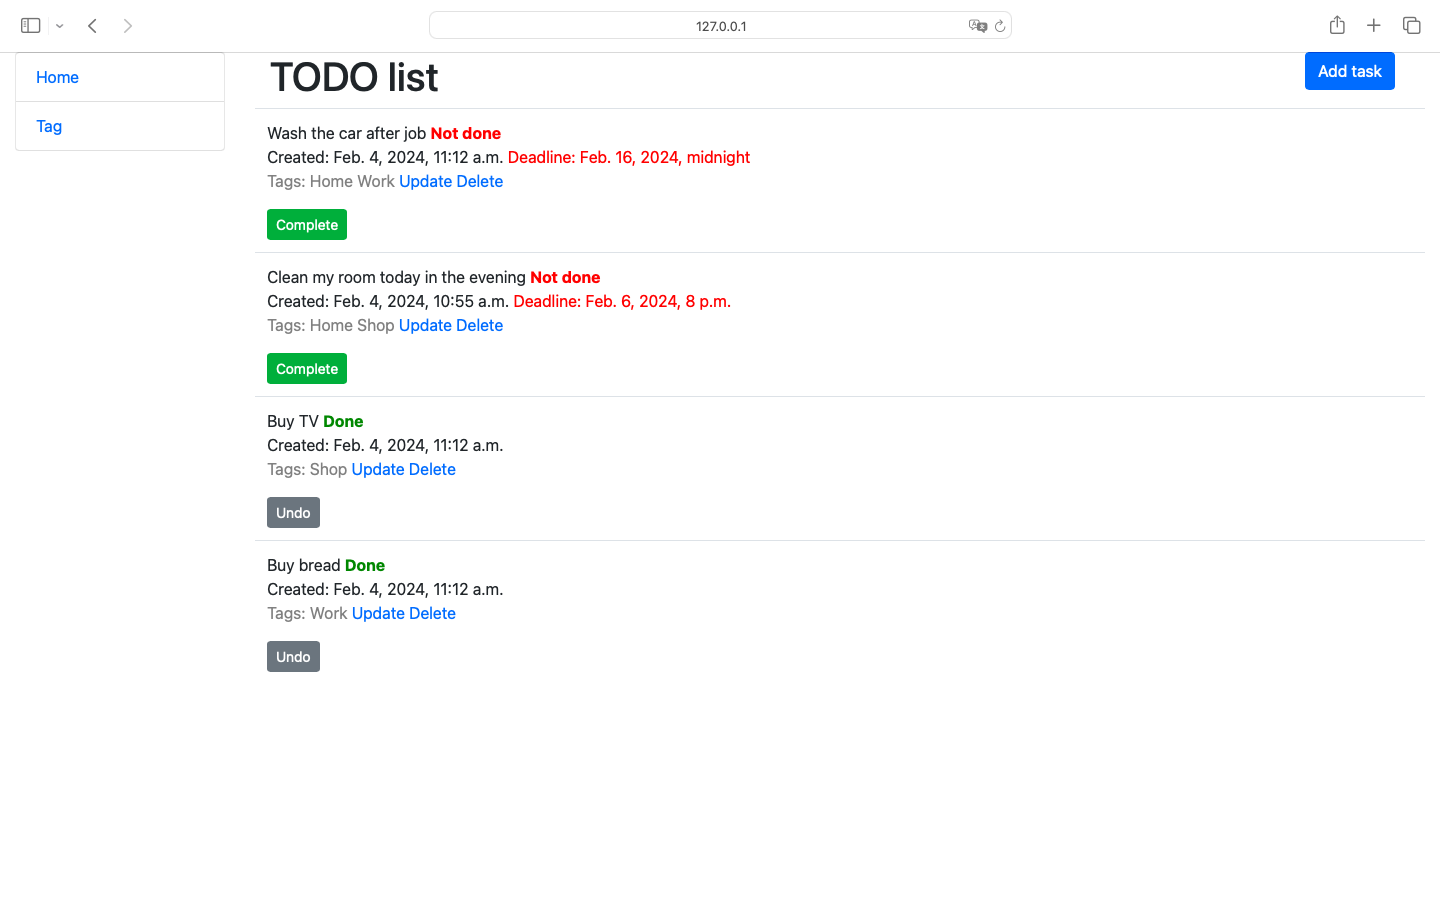 127.0.0.1
Home
Tag
TODO list
Add task
Wash the car after job Not done
Created: Feb. 4, 2024, 11:12 a.m. Deadline: Feb. 16, 2024, midnight
Tags: Home Work Update Delete
Complete
Clean my room today in the evening Not done
Created: Feb. 4, 2024, 10:55 a.m. Deadline: Feb. 6, 2024, 8 p.m.
Tags: Home Shop Update Delete
Complete
Buy TV Done
Created: Feb. 4, 2024, 11:12 a.m.
Tags: Shop Update Delete
Undo
Buy bread Done
Created: Feb. 4, 2024, 11:12 a.m.
Tags: Work Update Delete
Undo